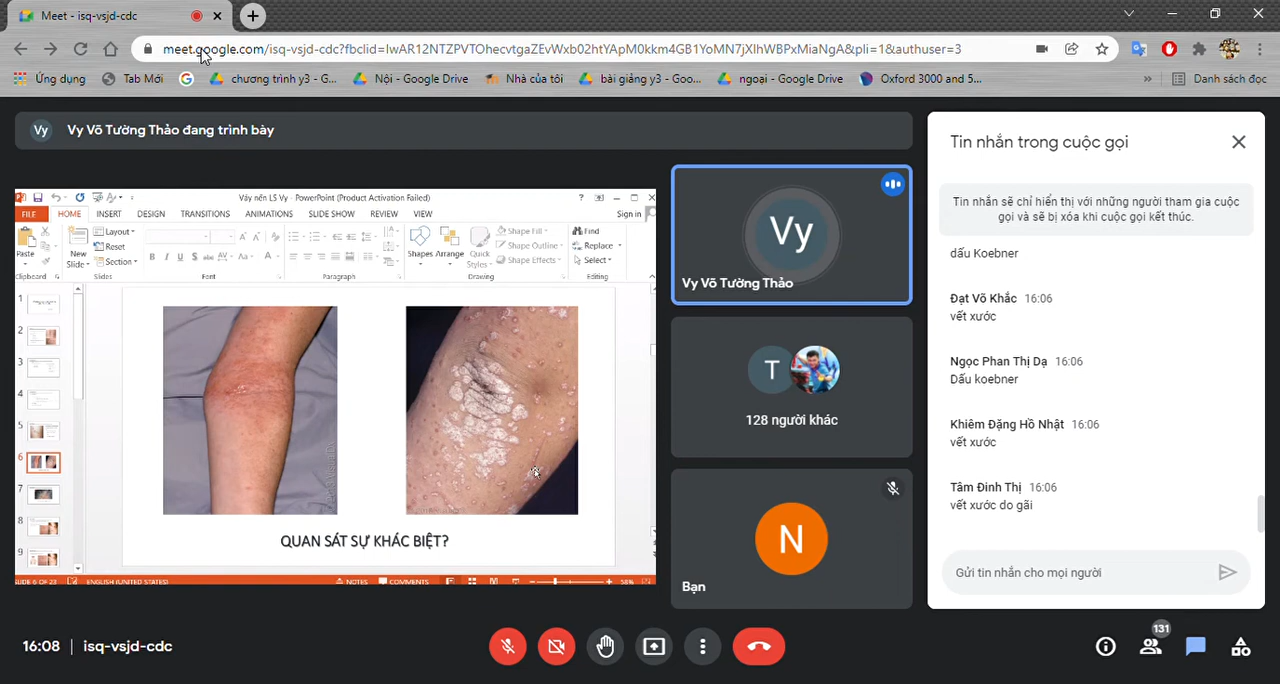 Meet - isq-vsjd-cdc
meet.google.com/isq-vsjd-cdc?fbclid=IwAR12NTZPVTOhecvtgaZEvWxb02htYApM0kkm4GB1YoMN7jXlhWBPxMiaNgA&pli=1&authuser=3
Ứng dụng Tab Mới chương trình y3 - G... Nội - Google Drive Nhà của tôi bài giảng y3 - Goo... ngoại - Google Drive Oxford 3000 and 5... » Danh sách đọc
Vy Vy Võ Tường Thảo đang trình bày
Vảy nến LS Vy - PowerPoint (Product Activation Failed)
FILE HOME INSERT DESIGN TRANSITIONS ANIMATIONS SLIDE SHOW REVIEW VIEW Sign in
Paste
New
Slide
Layout
Reset
Section
Shapes Arrange Quick
Styles
Shape Fill
Shape Outline
Shape Effects
Find
Replace
Select
Clipboard Slides Font Paragraph Drawing Editing
1
2
3
4
5
6
7
8
9
QUAN SÁT SỰ KHÁC BIỆT?
SLIDE 6 OF 23 ENGLISH (UNITED STATES) NOTES COMMENTS 58%
Vy
Vy Võ Tường Thảo
T
128 người khác
N
Bạn
Tin nhắn trong cuộc gọi
Tin nhắn sẽ chỉ hiển thị với những người tham gia cuộc
gọi và sẽ bị xóa khi cuộc gọi kết thúc.
dấu Koebner
Đạt Võ Khắc 16:06
vết xước
Ngọc Phan Thị Dạ 16:06
Dấu koebner
Khiêm Đặng Hồ Nhật 16:06
vết xước
Tâm Đinh Thị 16:06
vết xước do gãi
Gửi tin nhắn cho mọi người
16:08 | isq-vsjd-cdc
131